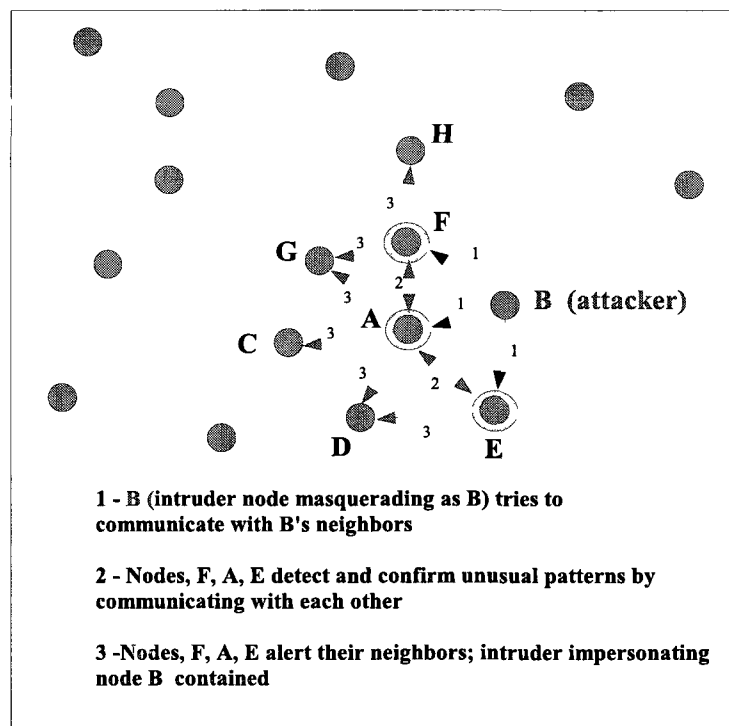 H
3
F
G
3
1
2
3
A
1
B (attacker)
C
3
1
3
2
3
D
E
1 - B (intruder node masquerading as B) tries to
communicate with B's neighbors
2 - Nodes, F, A, E detect and confirm unusual patterns by
communicating with each other
3 -Nodes, F, A, E alert their neighbors; intruder impersonating
node B contained